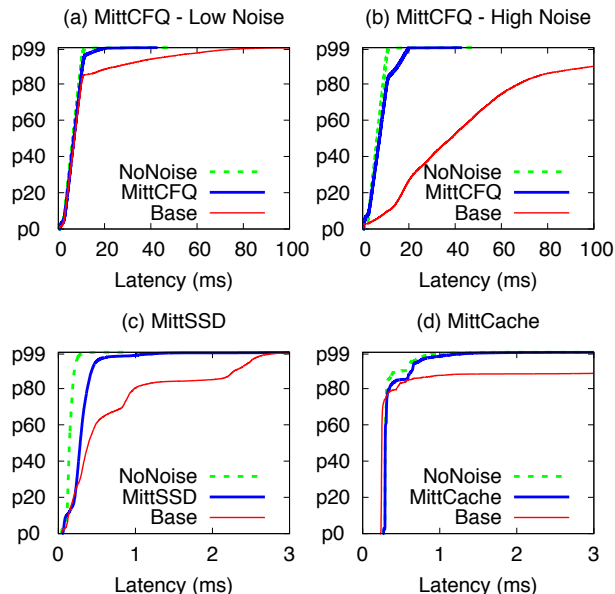 (a) MittCFQ - Low Noise
p99
p80
p60
p40
p20
p0
NoNoise
MittCFQ
Base
0 20 40 60 80 100
Latency (ms)
(b) MittCFQ - High Noise
p99
p80
p60
p40
p20
p0
NoNoise
MittCFQ
Base
0 20 40 60 80 100
Latency (ms)
(c) MittSSD
p99
p80
p60
p40
p20
p0
NoNoise
MittSSD
Base
0 1 2 3
Latency (ms)
(d) MittCache
p99
p80
p60
p40
p20
p0
NoNoise
MittCache
Base
0 1 2 3
Latency (ms)